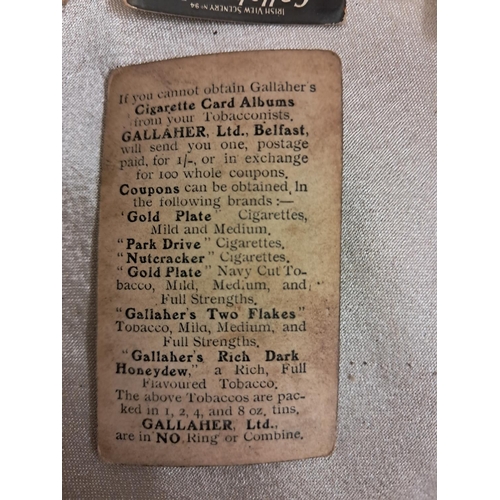 IRISH VIEW SCENERY Nº 94
If you cannot obtain Gallaher's
Cigarette Card Albums
from your Tobacconists,
GALLAHER, Ltd., Belfast,
will send you one, postage
paid, for 1/-, or in exchange
for 100 whole coupons.
Coupons can be obtained in
the following brands :—
"Gold Plate" Cigarettes,
Mild and Medium.
"Park Drive" Cigarettes.
"Nutcracker" Cigarettes.
"Gold Plate" Navy Cut To-
bacco, Mild, Medium, and
Full Strengths.
"Gallaher's Two Flakes"
Tobacco, Mild, Medium, and
Full Strengths.
"Gallaher's Rich Dark
Honeydew," a Rich, Full
Flavoured Tobacco.
The above Tobaccos are pac-
ked in 1, 2, 4, and 8 oz. tins.
GALLAHER, Ltd.,
are in NO Ring or Combine.